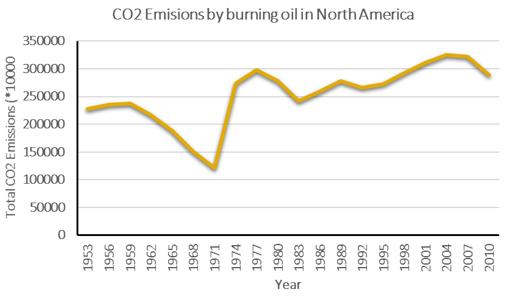 CO2 Emisions by burning oil in North America
Total CO2 Emissions (*10000
350000
300000
250000
200000
150000
100000
50000
0
1953 1956 1959 1962 1965 1968 1971 1974 1977 1980 1983 1986 1989 1992 1995 1998 2001 2004 2007 2010
Year